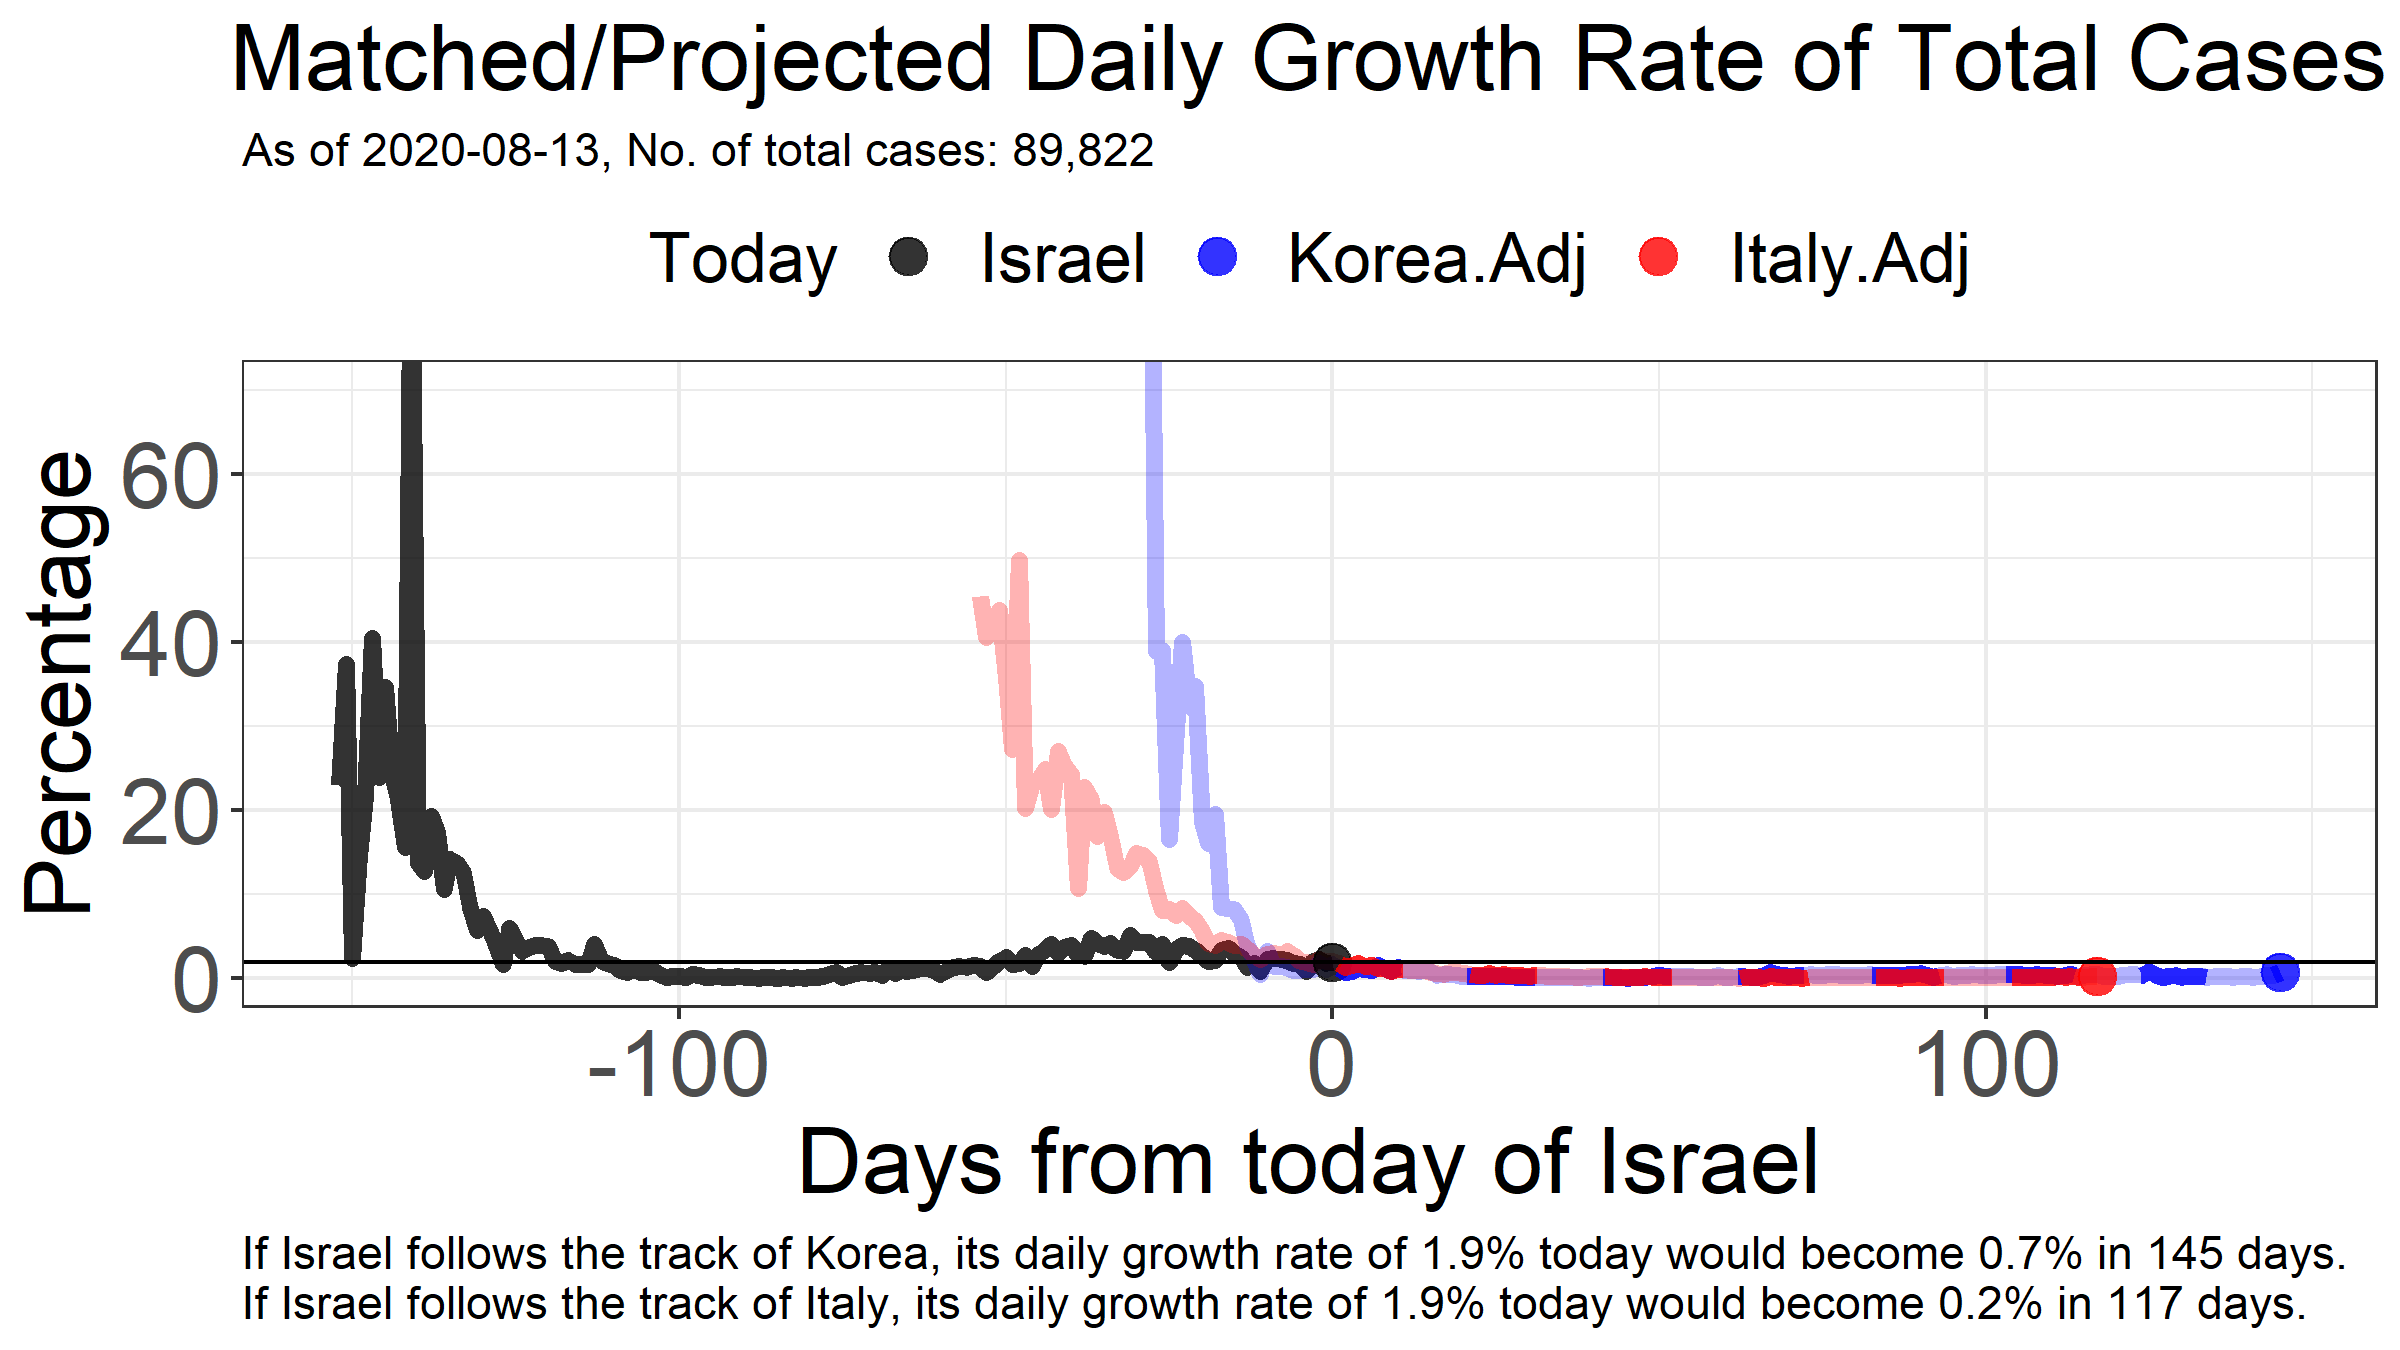 Matched/Projected Daily Growth Rate of Total Cases
As of 2020-08-13, No. of total cases: 89,822
Today Israel Korea.Adj Italy.Adj
Percentage
60
40
20
0
-100 0 100
Days from today of Israel
If Israel follows the track of Korea, its daily growth rate of 1.9% today would become 0.7% in 145 days.
If Israel follows the track of Italy, its daily growth rate of 1.9% today would become 0.2% in 117 days.